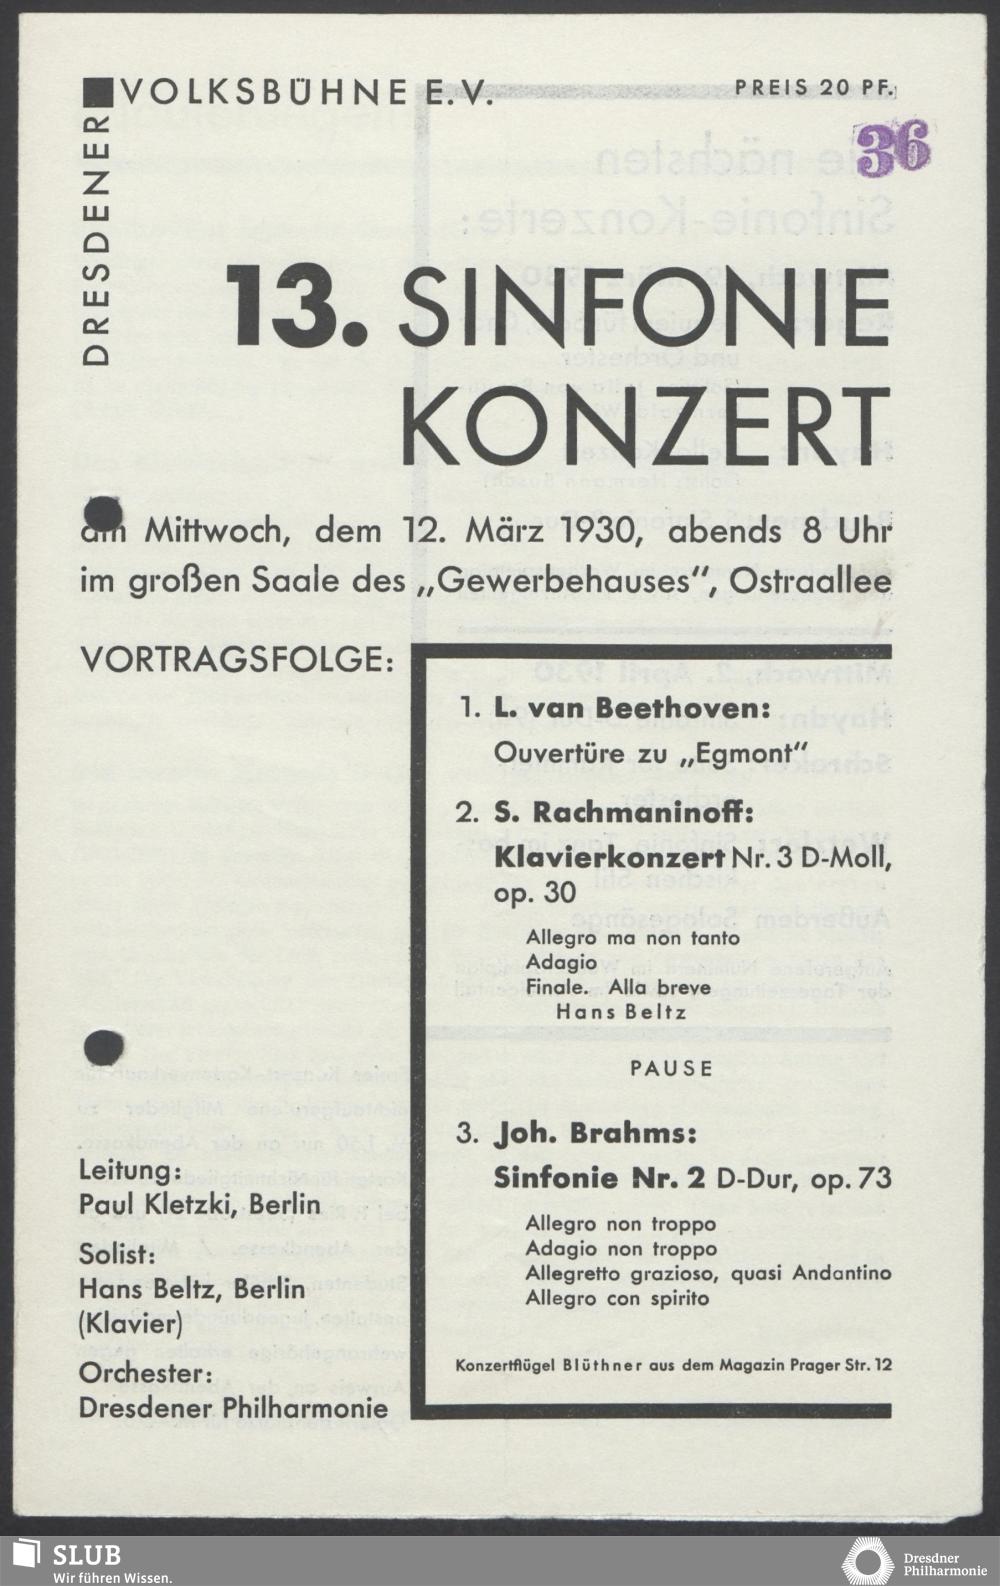 DRESDENER
VOLKSBÜHNE E.V.
PREIS 20 PF.
36
13. SINFONIE
KONZERT
am Mittwoch, dem 12. März 1930, abends 8 Uhr
im großen Saale des „Gewerbehauses“, Ostraallee
VORTRAGSFOLGE:
1. L. van Beethoven:
Ouvertüre zu „Egmont“
2. S. Rachmaninoff:
Klavierkonzert Nr. 3 D-Moll,
op. 30
Allegro ma non tanto
Adagio
Finale. Alla breve
Hans Beltz
PAUSE
3. Joh. Brahms:
Sinfonie Nr. 2 D-Dur, op. 73
Allegro non troppo
Adagio non troppo
Allegretto grazioso, quasi Andantino
Allegro con spirito
Konzertflügel Blüthner aus dem Magazin Prager Str. 12
Leitung:
Paul Kletzki, Berlin
Solist:
Hans Beltz, Berlin
(Klavier)
Orchester:
Dresdener Philharmonie
SLUB
Wir führen Wissen.
Dresdner
Philharmonie